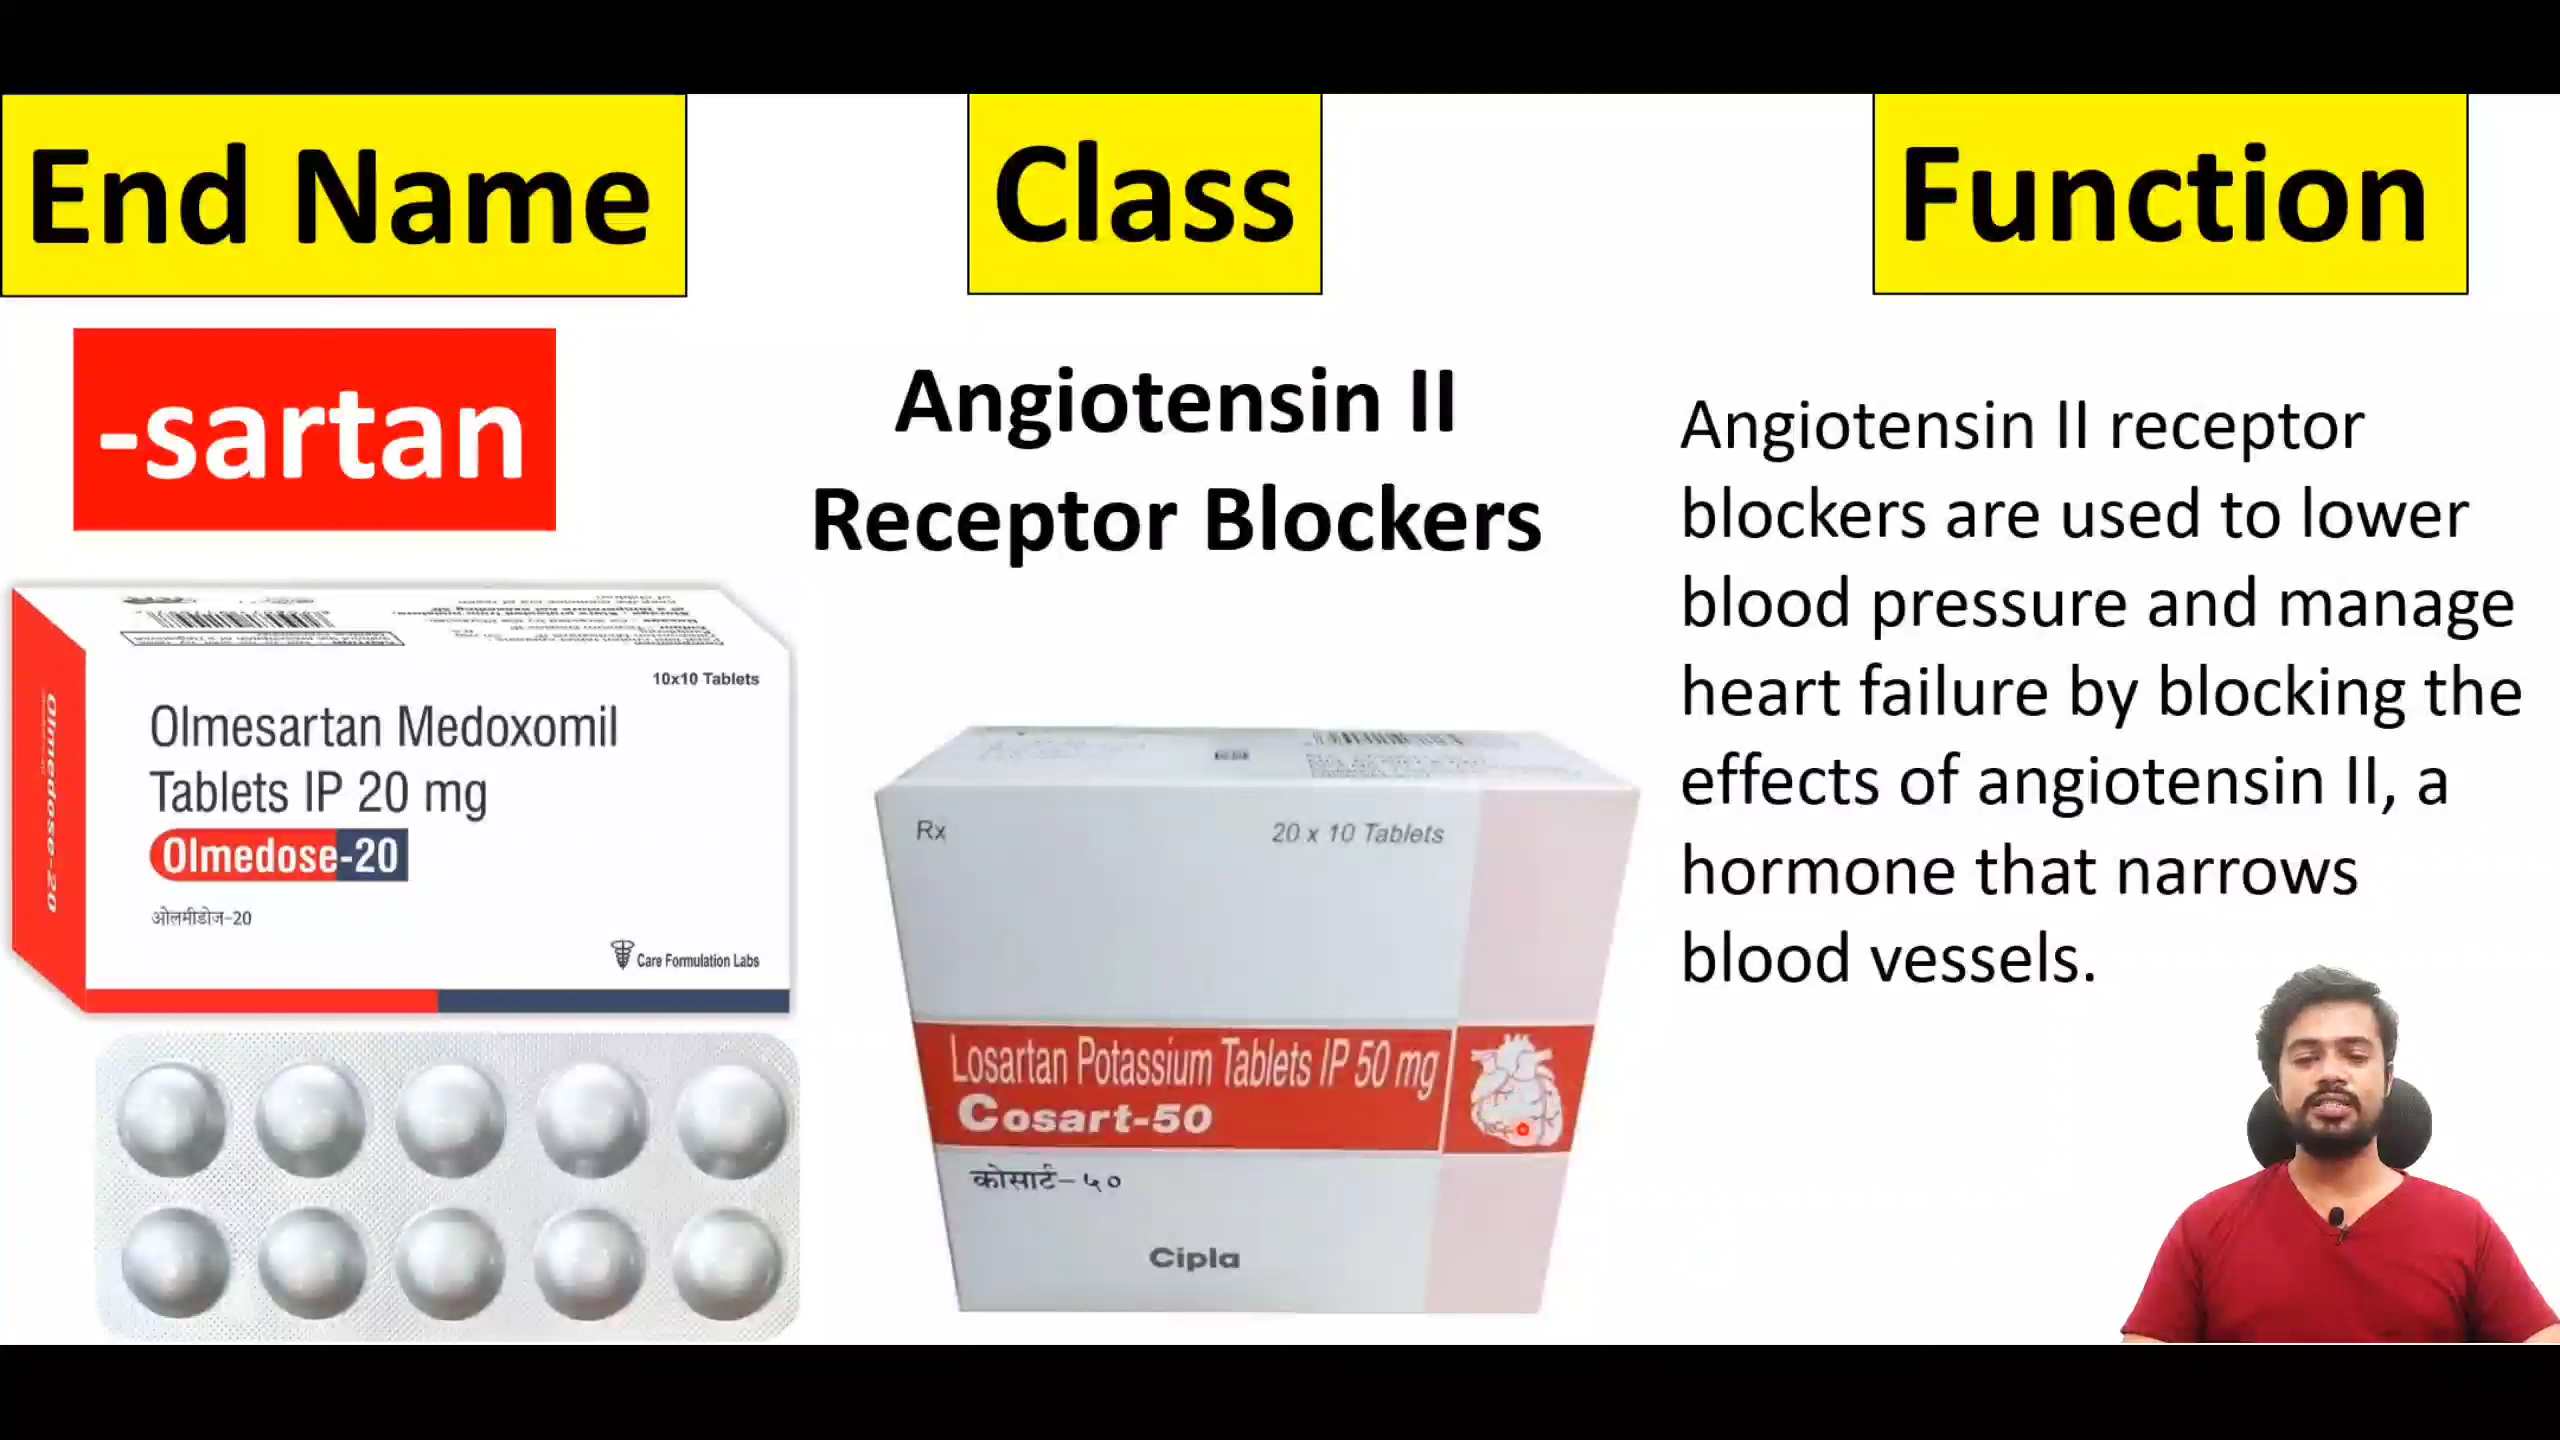 End Name
Class
Function
-sartan
Angiotensin II
Receptor Blockers
Angiotensin II receptor
blockers are used to lower
blood pressure and manage
heart failure by blocking the
effects of angiotensin II, a
hormone that narrows
blood vessels.
10x10 Tablets
Olmesartan Medoxomil
Tablets IP 20 mg
Olmedose-20
ओलमीडोज-20
Care Formulation Labs
Olmedose-20
Rx
20 x 10 Tablets
Losartan Potassium Tablets IP 50 mg
Cosart-50
कोसार्ट–५०
Cipla